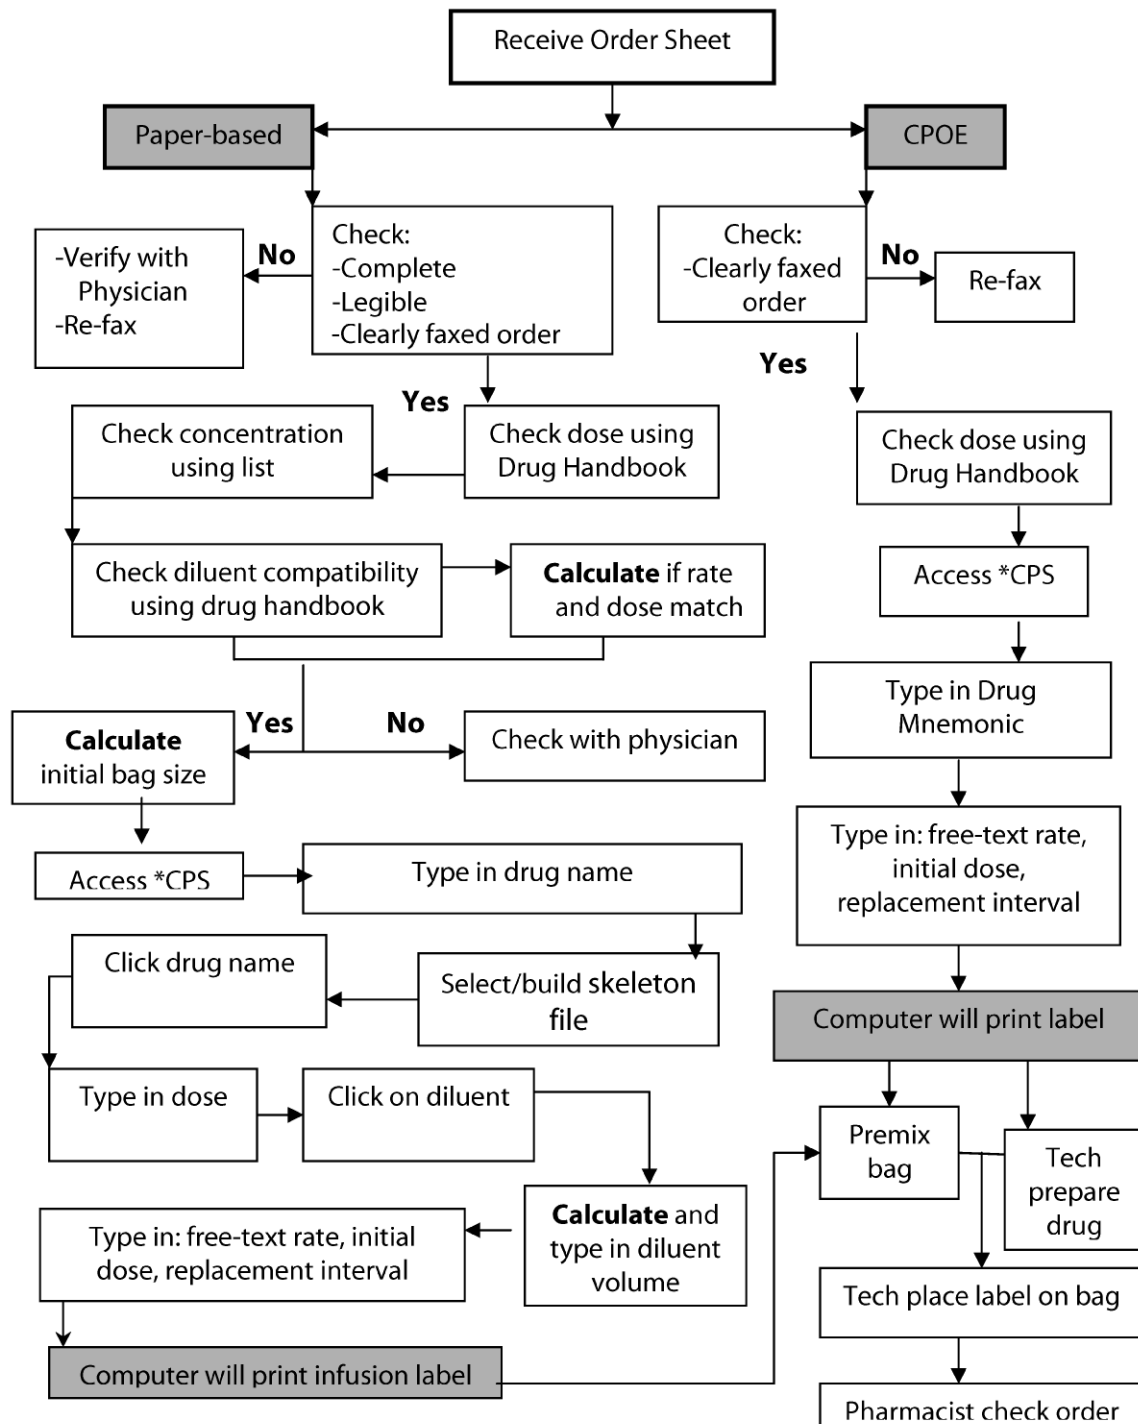 Receive Order Sheet
Paper-based
CPOE
-Verify with
Physician
-Re-fax
No
Check:
-Complete
-Legible
-Clearly faxed order
Check:
-Clearly faxed
order
No
Re-fax
Yes
Yes
Check concentration
using list
Check dose using
Drug Handbook
Check dose using
Drug Handbook
Check diluent compatibility
using drug handbook
Calculate if rate
and dose match
Access *CPS
Type in Drug
Mnemonic
Yes
No
Calculate
initial bag size
Check with physician
Type in: free-text rate,
initial dose,
replacement interval
Access *CPS
Type in drug name
Click drug name
Select/build skeleton
file
Computer will print label
Type in dose
Click on diluent
Premix
bag
Tech
prepare
drug
Calculate and
type in diluent
volume
Type in: free-text rate, initial
dose, replacement interval
Tech place label on bag
Computer will print infusion label
Pharmacist check order